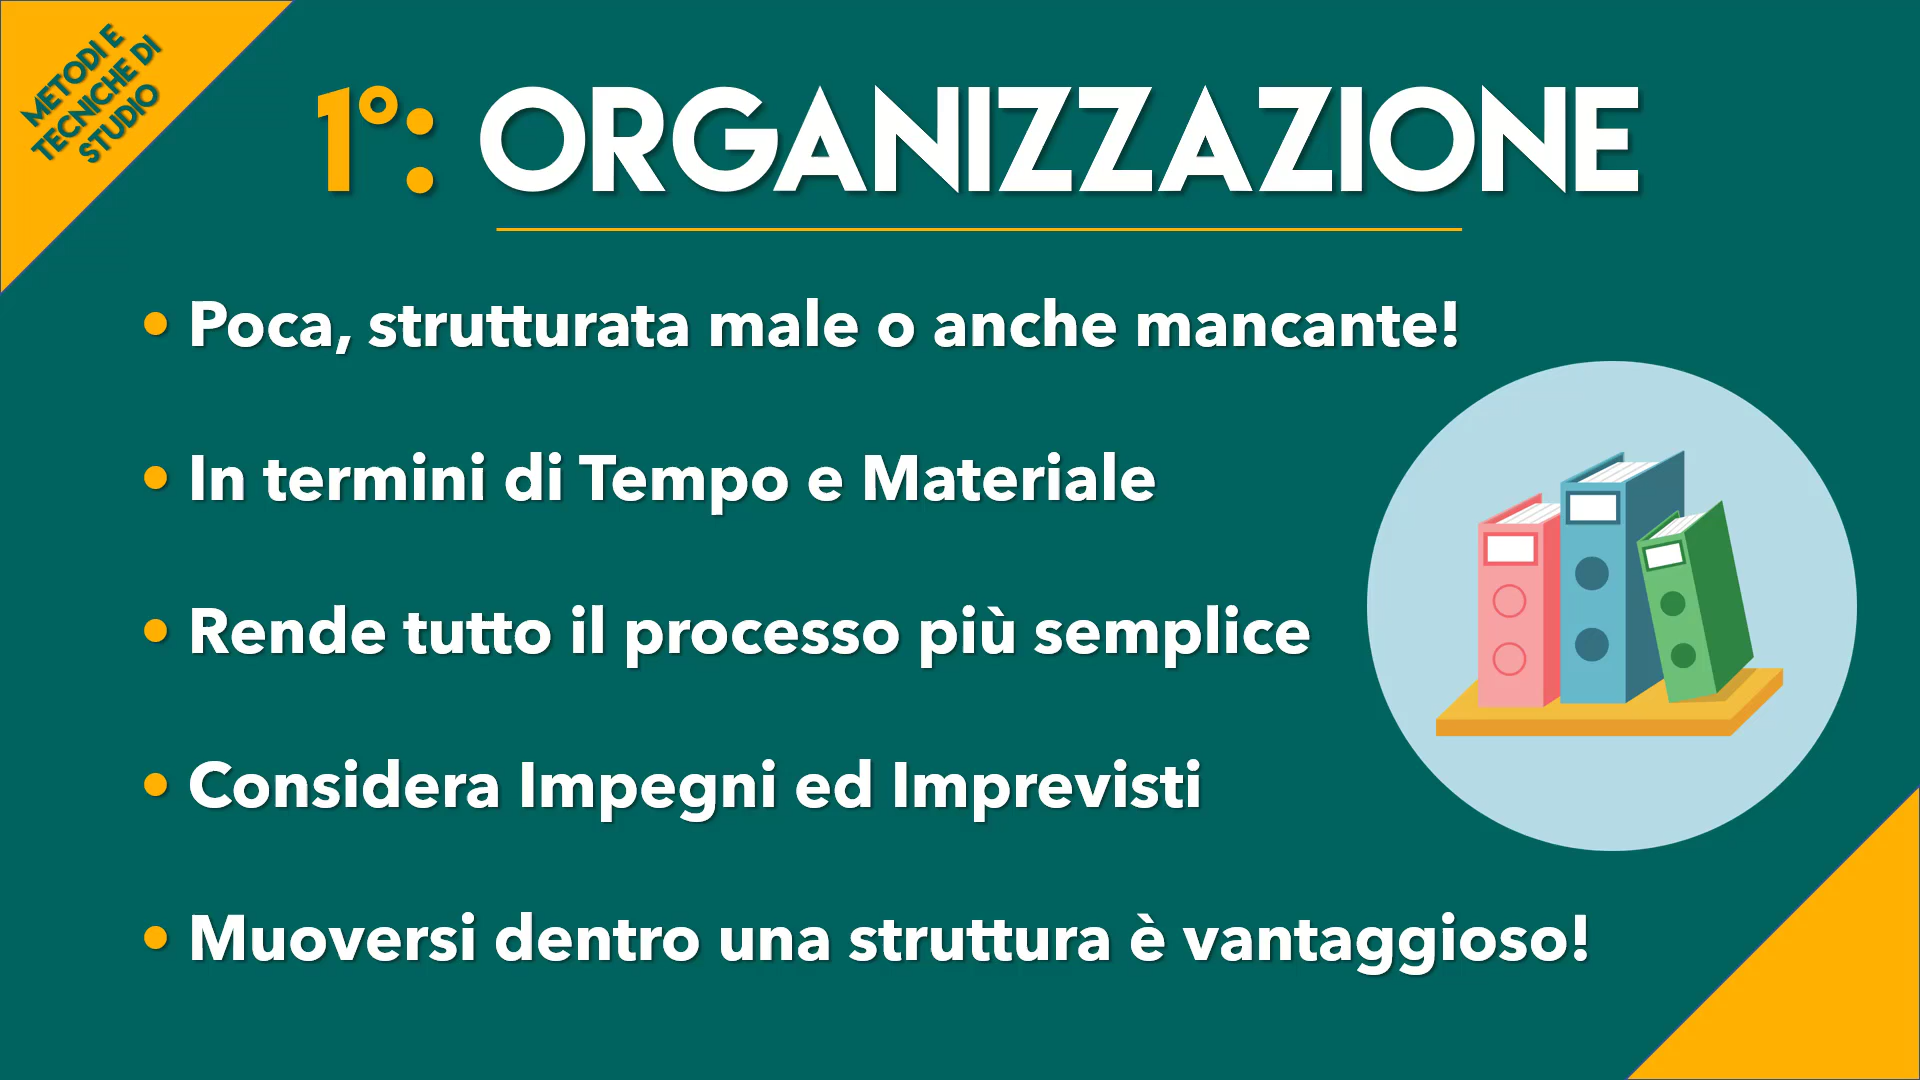 METODI E
TECNICHE DI
STUDIO
1°: ORGANIZZAZIONE
• Poca, strutturata male o anche mancante!
• In termini di Tempo e Materiale
• Rende tutto il processo più semplice
• Considera Impegni ed Imprevisti
• Muoversi dentro una struttura è vantaggioso!